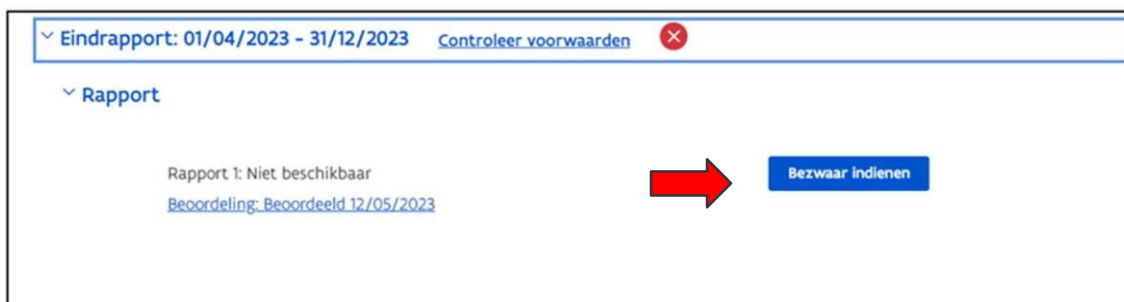 Eindrapport: 01/04/2023 - 31/12/2023 Controleer voorwaarden
Rapport
Rapport 1: Niet beschikbaar
Bezwaar indienen
Beoordeling: Beoordeeld 12/05/2023